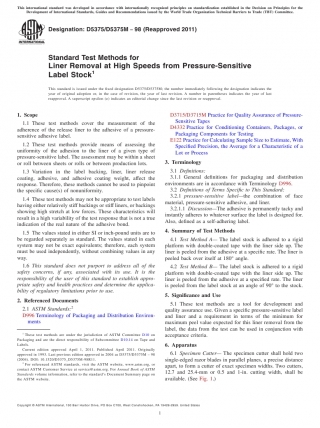 This international standard was developed in accordance with internationally recognized principles on standardization established in the Decision on Principles for the
Development of International Standards, Guides and Recommendations issued by the World Trade Organization Technical Barriers to Trade (TBT) Committee.
Designation: D5375/D5375M – 98 (Reapproved 2011)
Standard Test Methods for
Liner Removal at High Speeds from Pressure-Sensitive
Label Stock1
This standard is issued under the fixed designation D5375/D5375M; the number immediately following the designation indicates the
year of original adoption or, in the case of revision, the year of last revision. A number in parentheses indicates the year of last
reapproval. A superscript epsilon (ε) indicates an editorial change since the last revision or reapproval.
1. Scope
1.1 These test methods cover the measurement of the
adherence of the release liner to the adhesive of a pressure-
sensitive adhesive label.
1.2 These test methods provide means of assessing the
uniformity of the adhesion to the liner of a given type of
pressure-sensitive label. The assessment may be within a sheet
or roll between sheets or rolls or between production lots.
1.3 Variation in the label backing, liner, liner release
coating, adhesive, and adhesive coating weight, affect the
response. Therefore, these methods cannot be used to pinpoint
the specific cause(s) of nonuniformity.
1.4 These test methods may not be appropriate to test labels
having either relatively stiff backings or stiff liners, or backings
showing high stretch at low forces. These characteristics will
result in a high variability of the test response that is not a true
indication of the real nature of the adhesive bond.
1.5 The values stated in either SI or inch-pound units are to
be regarded separately as standard. The values stated in each
system may not be exact equivalents; therefore, each system
must be used independently, without combining values in any
way.
1.6 This standard does not purport to address all of the
safety concerns, if any, associated with its use. It is the
responsibility of the user of this standard to establish appro-
priate safety and health practices and determine the applica-
bility of regulatory limitations prior to use.
2. Referenced Documents
2.1 ASTM Standards:2
D996 Terminology of Packaging and Distribution Environ-
ments
1 These test methods are under the jurisdiction of ASTM Committee D10 on
Packaging and are the direct responsibility of Subcommittee D10.14 on Tape and
Labels.
Current edition approved April 1, 2011. Published April 2011. Originally
approved in 1993. Last previous edition approved in 2004 as D5375/D5375M – 98
2 For referenced ASTM standards, visit the ASTM website, www.astm.org, or
contact ASTM Customer Service at service@astm.org. For Annual Book of ASTM
Standards volume information, refer to the standard's Document Summary page on
the ASTM website.
D3715/D3715M Practice for Quality Assurance of Pressure-
Sensitive Tapes
D4332 Practice for Conditioning Containers, Packages, or
Packaging Components for Testing
E122 Practice for Calculating Sample Size to Estimate, With
Specified Precision, the Average for a Characteristic of a
Lot or Process
3. Terminology
3.1 Definitions:
3.1.1 General definitions for packaging and distribution
environments are in accordance with Terminology D996.
3.2 Definitions of Terms Specific to This Standard:
3.2.1 pressure-sensitive label—the combination of face
material, pressure-sensitive adhesive, and liner.
3.2.1.1 Discussion—The adhesive is permanently tacky and
instantly adheres to whatever surface the label is designed for.
Also, defined as a self-adhering label.
4. Summary of Test Methods
4.1 Test Method A—The label stock is adhered to a rigid
platform with double-coated tape with the liner side up. The
liner is peeled from the adhesive at a specific rate. The liner is
peeled back over itself at 180° angle.
4.2 Test Method B—The label stock is adhered to a rigid
platform with double-coated tape with the liner side up. The
liner is peeled from the adhesive at a specified rate. The liner
is peeled from the label stock at an angle of 90° to the stock.
5. Significance and Use
5.1 These test methods are a tool for development and
quality assurance use. Given a specific pressure-sensitive label
and liner and a requirement in terms of the minimum for
maximum peel value expected for this liner removal from the
label, the data from the test can be used in conjunction with
acceptance criteria.
6. Apparatus
6.1 Specimen Cutter—The specimen cutter shall hold two
single-edged razor blades in parallel planes, a precise distance
apart, to form a cutter of exact specimen widths. Two cutters,
12.7 and 25.4-mm or 0.5 and 1-in. cutting width, shall be
available. (See Fig. 1.)
Copyright © ASTM International, 100 Barr Harbor Drive, PO Box C700, West Conshohocken, PA 19428-2959. United States
1